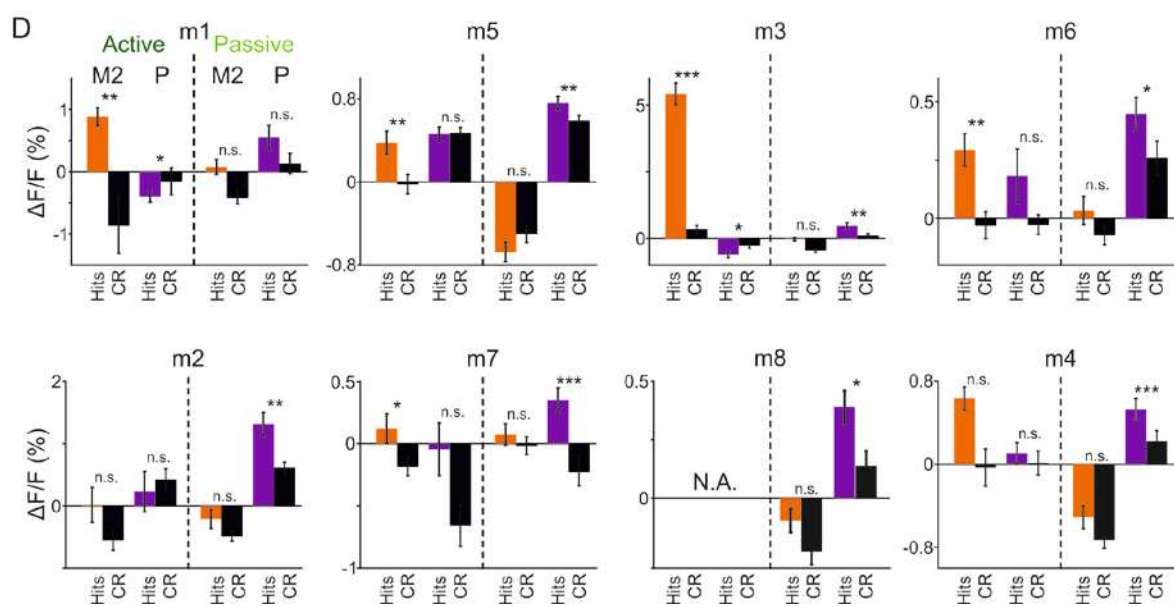 D
m1
m5
m3
m6
Active Passive
M2 P M2 P
** * n.s. n.s.
** n.s. n.s. **
*** * n.s. **
** n.s. n.s. *
ΔF/F (%)
1
0
-1
0.8
0
-0.8
5
0
0.5
0
Hits CR Hits CR Hits CR Hits CR
Hits CR Hits CR Hits CR Hits CR
Hits CR Hits CR Hits CR Hits CR
Hits CR Hits CR Hits CR Hits CR
m2
m7
m8
m4
n.s. n.s. n.s. **
* n.s. n.s. ***
N.A. n.s. *
n.s. n.s. n.s. ***
ΔF/F (%)
2
0
0.5
0
-1
0.5
0
0.8
0
-0.8
Hits CR Hits CR Hits CR Hits CR
Hits CR Hits CR Hits CR Hits CR
Hits CR Hits CR
Hits CR Hits CR Hits CR Hits CR